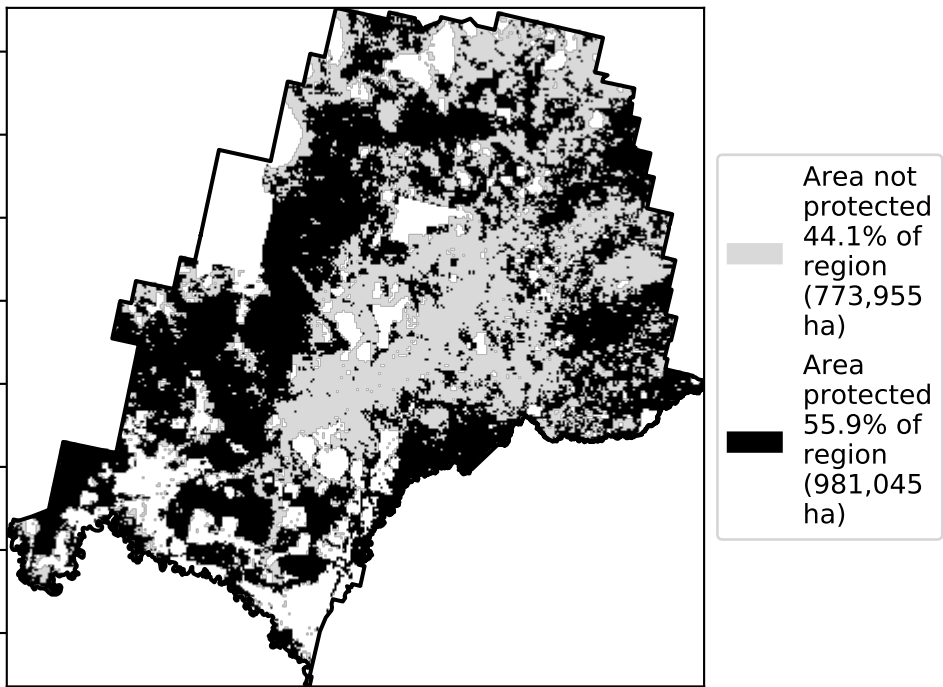 Area not
protected
44.1% of
region
(773,955
ha)
Area
protected
55.9% of
region
(981,045
ha)